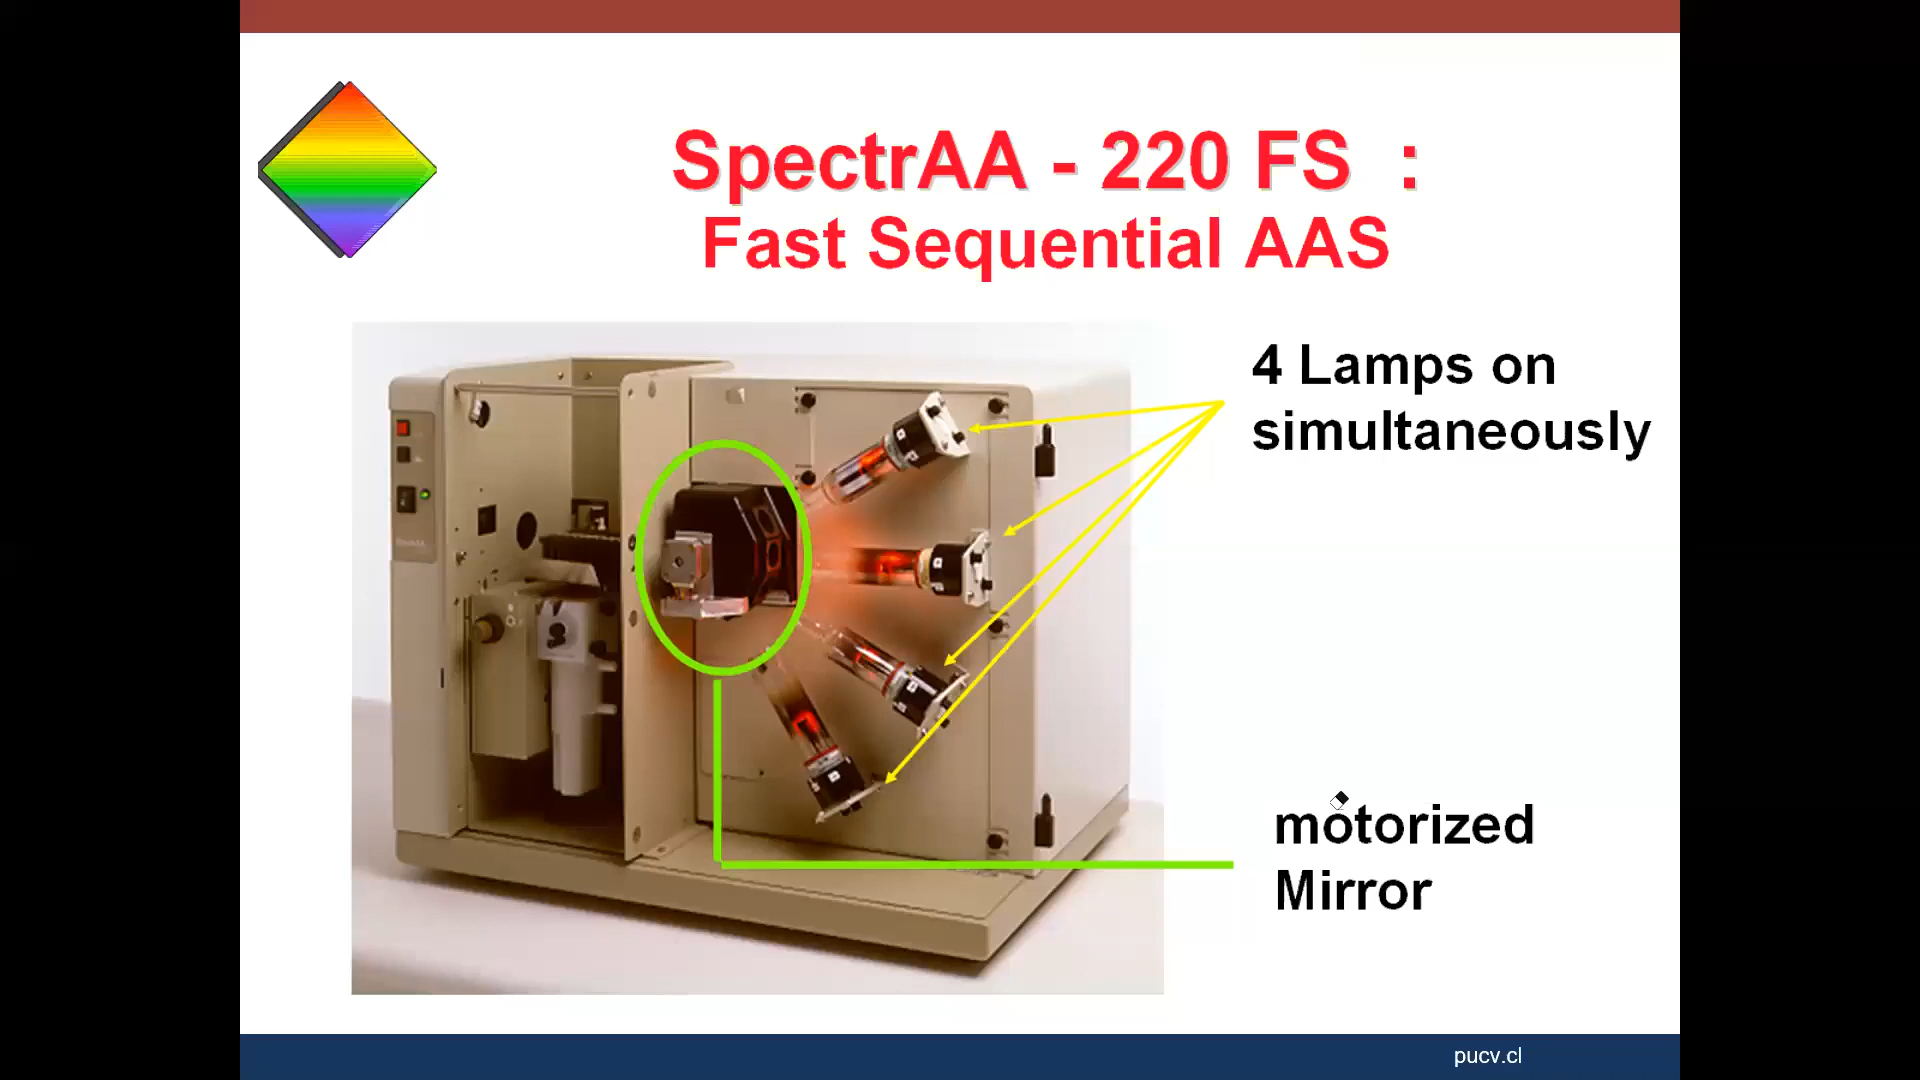 SpectrAA - 220 FS :
Fast Sequential AAS
4 Lamps on
simultaneously
motorized
Mirror
pucv.cl